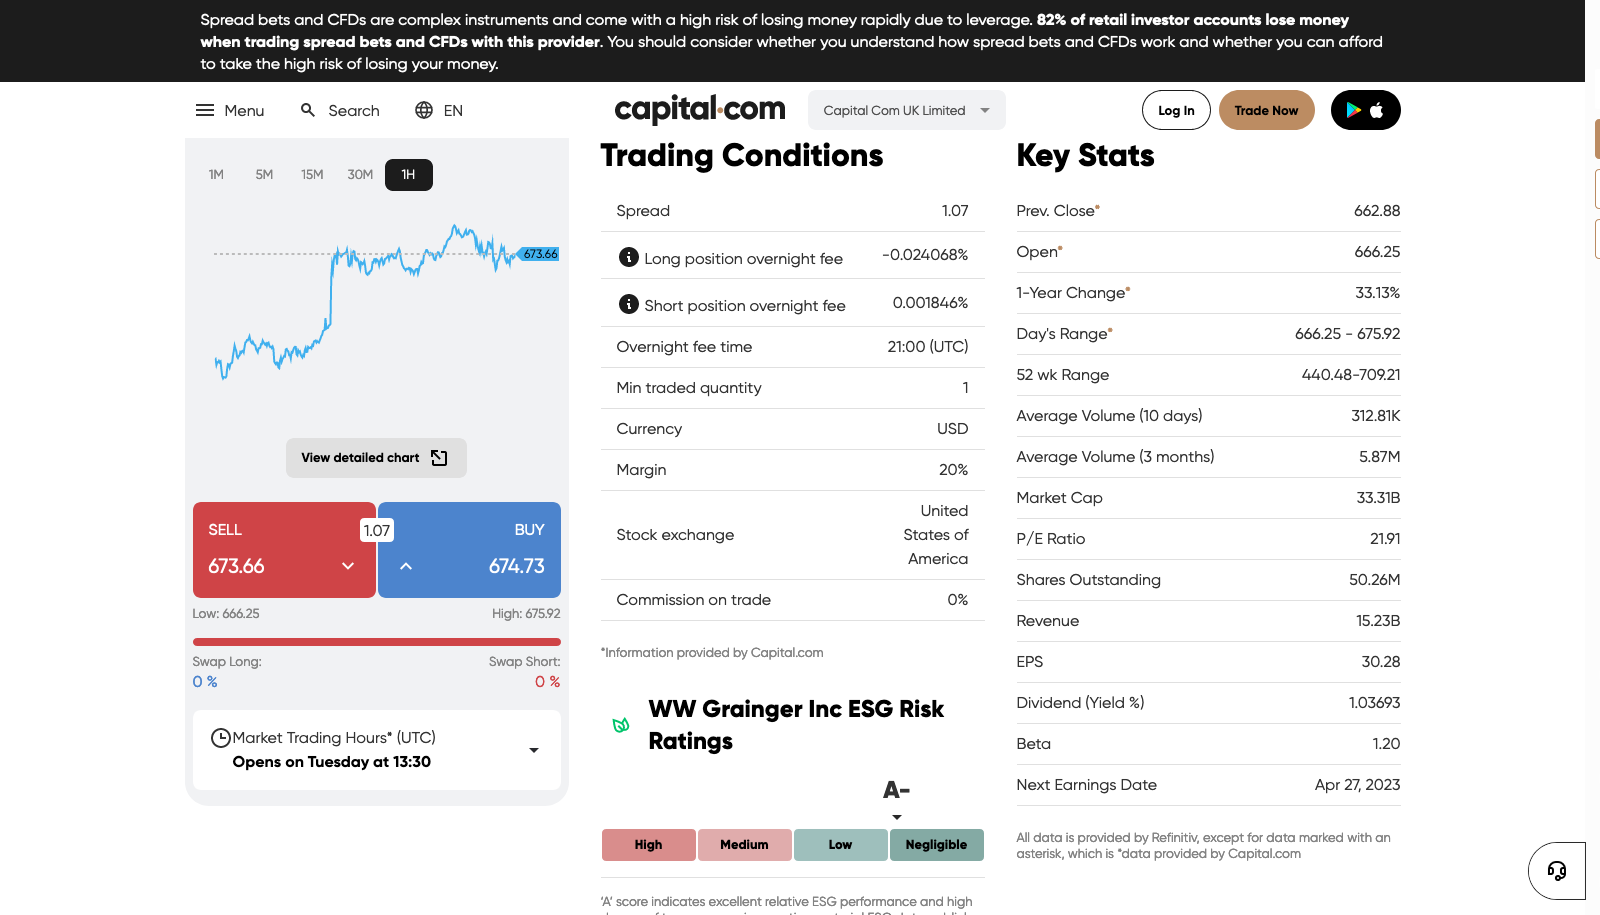 Spread bets and CFDs are complex instruments and come with a high risk of losing money rapidly due to leverage. 82% of retail investor accounts lose money
when trading spread bets and CFDs with this provider. You should consider whether you understand how spread bets and CFDs work and whether you can afford
to take the high risk of losing your money.
Menu
Search
EN
capital.com
Capital Com UK Limited
Log In
Trade Now
1M
5M
15M
30M
1H
673.66
View detailed chart
SELL
673.66
1.07
BUY
674.73
Low: 666.25
High: 675.92
Swap Long:
Swap Short:
0 %
0 %
Market Trading Hours* (UTC)
Opens on Tuesday at 13:30
Trading Conditions
Spread 1.07
Long position overnight fee -0.024068%
Short position overnight fee 0.001846%
Overnight fee time 21:00 (UTC)
Min traded quantity 1
Currency USD
Margin 20%
Stock exchange United
States of
America
Commission on trade 0%
*Information provided by Capital.com
WW Grainger Inc ESG Risk
Ratings
A-
High
Medium
Low
Negligible
'A' score indicates excellent relative ESG performance and high
Key Stats
Prev. Close* 662.88
Open* 666.25
1-Year Change* 33.13%
Day's Range* 666.25 - 675.92
52 wk Range 440.48-709.21
Average Volume (10 days) 312.81K
Average Volume (3 months) 5.87M
Market Cap 33.31B
P/E Ratio 21.91
Shares Outstanding 50.26M
Revenue 15.23B
EPS 30.28
Dividend (Yield %) 1.03693
Beta 1.20
Next Earnings Date Apr 27, 2023
All data is provided by Refinitiv, except for data marked with an
asterisk, which is *data provided by Capital.com